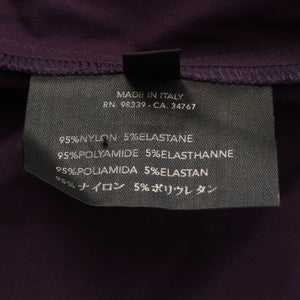 MADE IN ITALY
RN. 98339 - CA. 34767
95%NYLON 5%ELASTANE
95%POLYAMIDE 5%ELASTHANNE
95%POLIAMIDA 5%ELASTAN
95% ナイロン 5%ポリウレタン